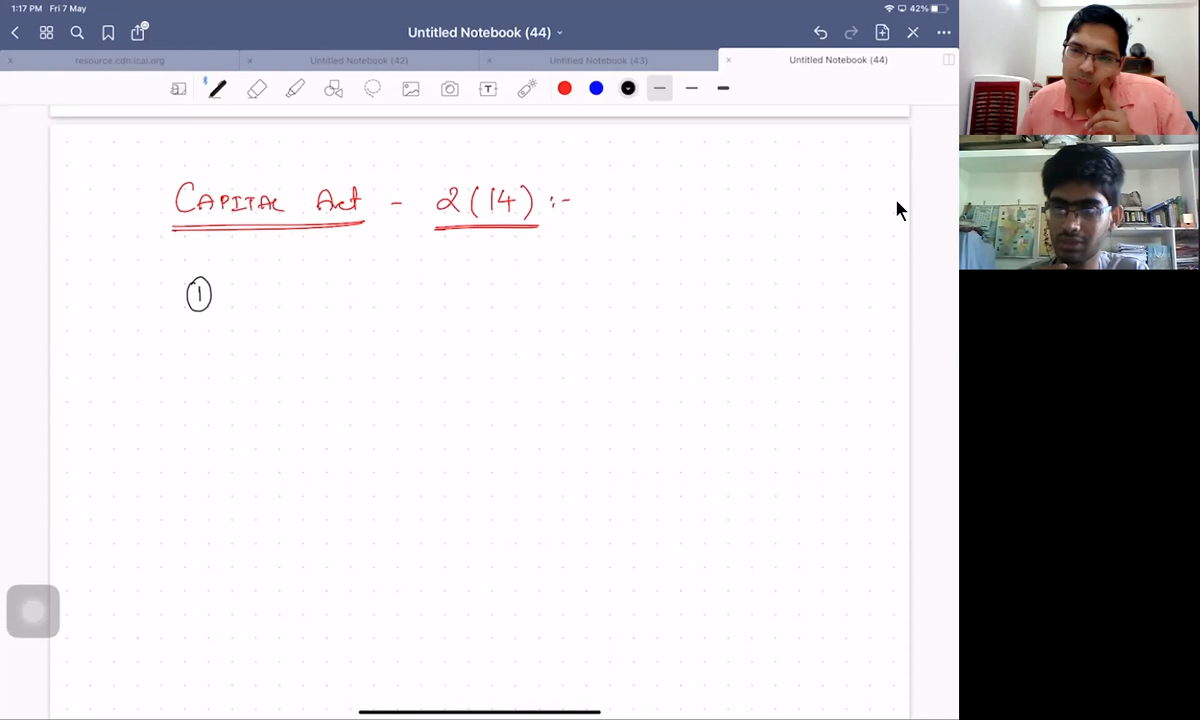 1:17 PM Fri 7 May
42%
Untitled Notebook (44)
resource.cdn.icai.org
Untitled Notebook (42)
Untitled Notebook (43)
Untitled Notebook (44)
T
CAPITAL Act - 2(14) :-
1